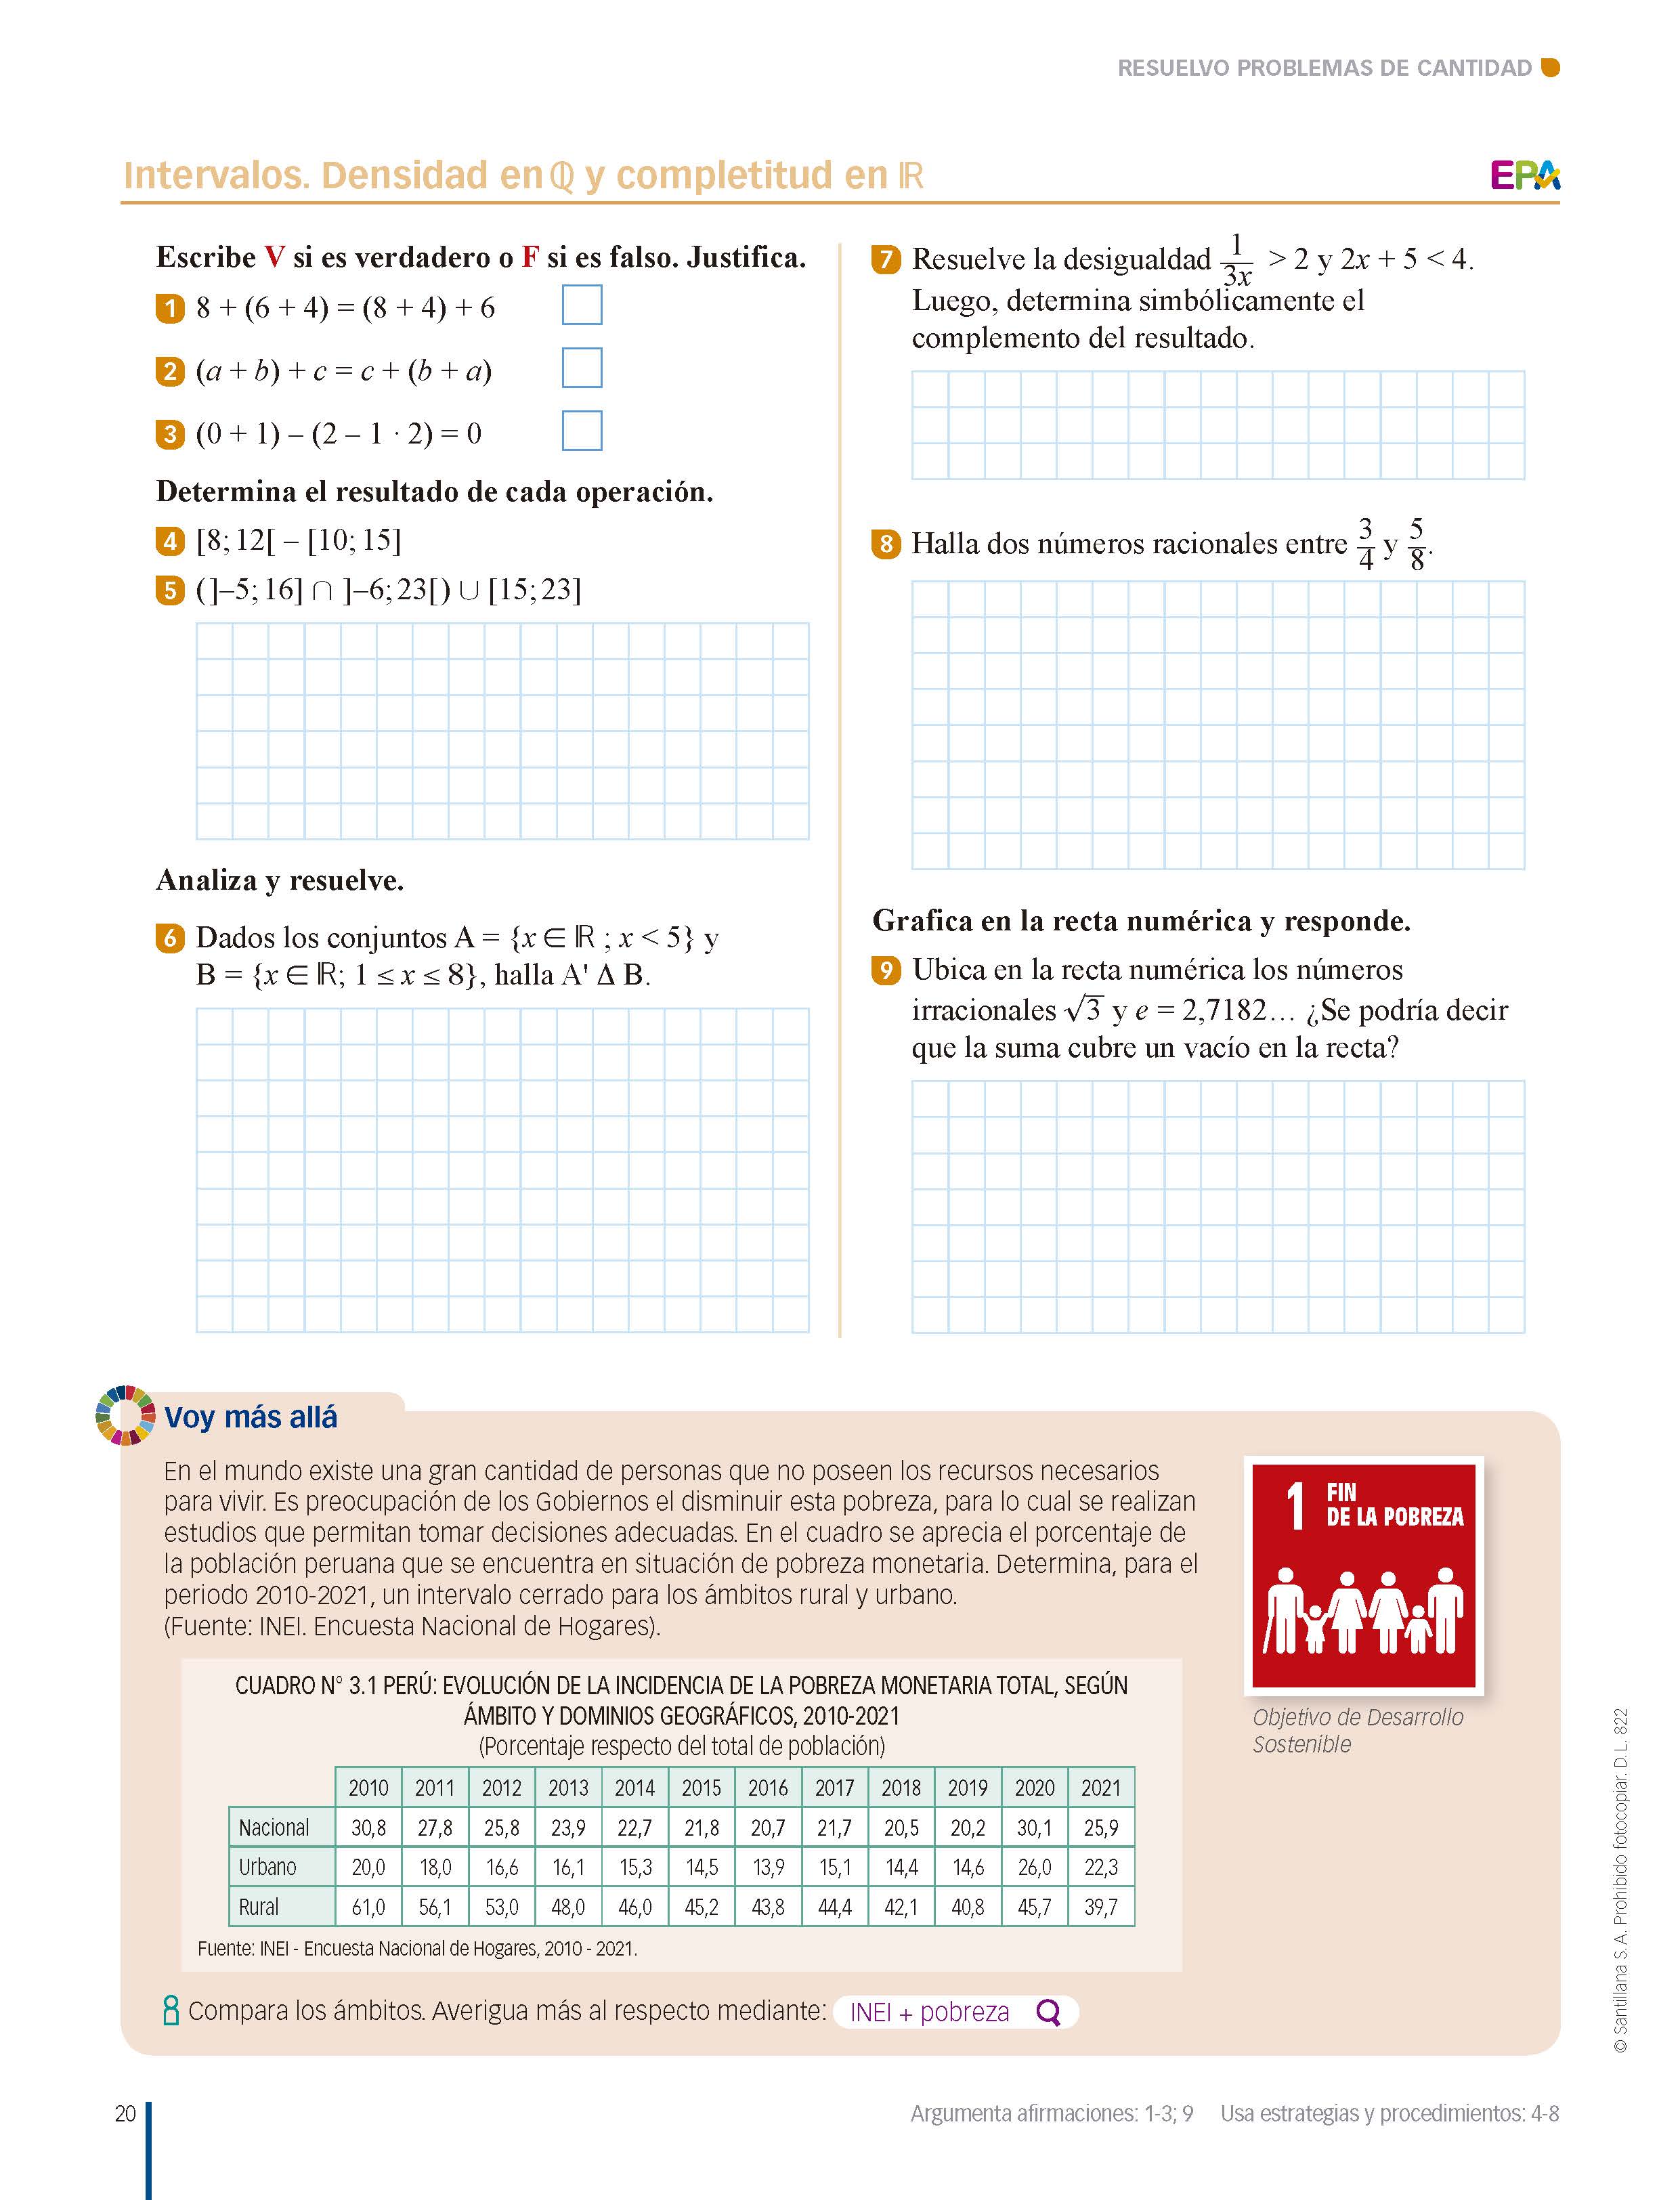 RESUELVO PROBLEMAS DE CANTIDAD
Intervalos. Densidad en ℚ y completitud en ℝ
EPA
Escribe V si es verdadero o F si es falso. Justifica.
1 8 + (6 + 4) = (8 + 4) + 6
2 (a + b) + c = c + (b + a)
3 (0 + 1) – (2 – 1 · 2) = 0
Determina el resultado de cada operación.
4 [8; 12[ – [10; 15]
5 (]–5; 16] ∩ ]–6; 23[) ∪ [15; 23]
Analiza y resuelve.
6 Dados los conjuntos A = {x ∈ ℝ ; x < 5} y
B = {x ∈ ℝ; 1 ≤ x ≤ 8}, halla A' Δ B.
7 Resuelve la desigualdad 1/3x > 2 y 2x + 5 < 4.
Luego, determina simbólicamente el
complemento del resultado.
8 Halla dos números racionales entre 3/4 y 5/8.
Grafica en la recta numérica y responde.
9 Ubica en la recta numérica los números
irracionales √3 y e = 2,7182… ¿Se podría decir
que la suma cubre un vacío en la recta?
Voy más allá
En el mundo existe una gran cantidad de personas que no poseen los recursos necesarios
para vivir. Es preocupación de los Gobiernos el disminuir esta pobreza, para lo cual se realizan
estudios que permitan tomar decisiones adecuadas. En el cuadro se aprecia el porcentaje de
la población peruana que se encuentra en situación de pobreza monetaria. Determina, para el
periodo 2010-2021, un intervalo cerrado para los ámbitos rural y urbano.
(Fuente: INEI. Encuesta Nacional de Hogares).
1 FIN
DE LA POBREZA
Objetivo de Desarrollo
Sostenible
CUADRO N° 3.1 PERÚ: EVOLUCIÓN DE LA INCIDENCIA DE LA POBREZA MONETARIA TOTAL, SEGÚN
ÁMBITO Y DOMINIOS GEOGRÁFICOS, 2010-2021
(Porcentaje respecto del total de población)
2010 2011 2012 2013 2014 2015 2016 2017 2018 2019 2020 2021
Nacional 30,8 27,8 25,8 23,9 22,7 21,8 20,7 21,7 20,5 20,2 30,1 25,9
Urbano 20,0 18,0 16,6 16,1 15,3 14,5 13,9 15,1 14,4 14,6 26,0 22,3
Rural 61,0 56,1 53,0 48,0 46,0 45,2 43,8 44,4 42,1 40,8 45,7 39,7
Fuente: INEI - Encuesta Nacional de Hogares, 2010 - 2021.
Compara los ámbitos. Averigua más al respecto mediante: INEI + pobreza
© Santillana S. A. Prohibido fotocopiar. D. L. 822
20
Argumenta afirmaciones: 1-3; 9 Usa estrategias y procedimientos: 4-8